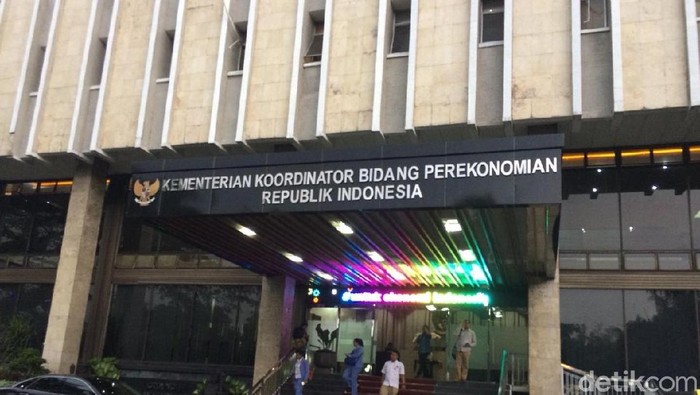 KEMENTERIAN KOORDINATOR BIDANG PEREKONOMIAN
REPUBLIK INDONESIA
detikcom